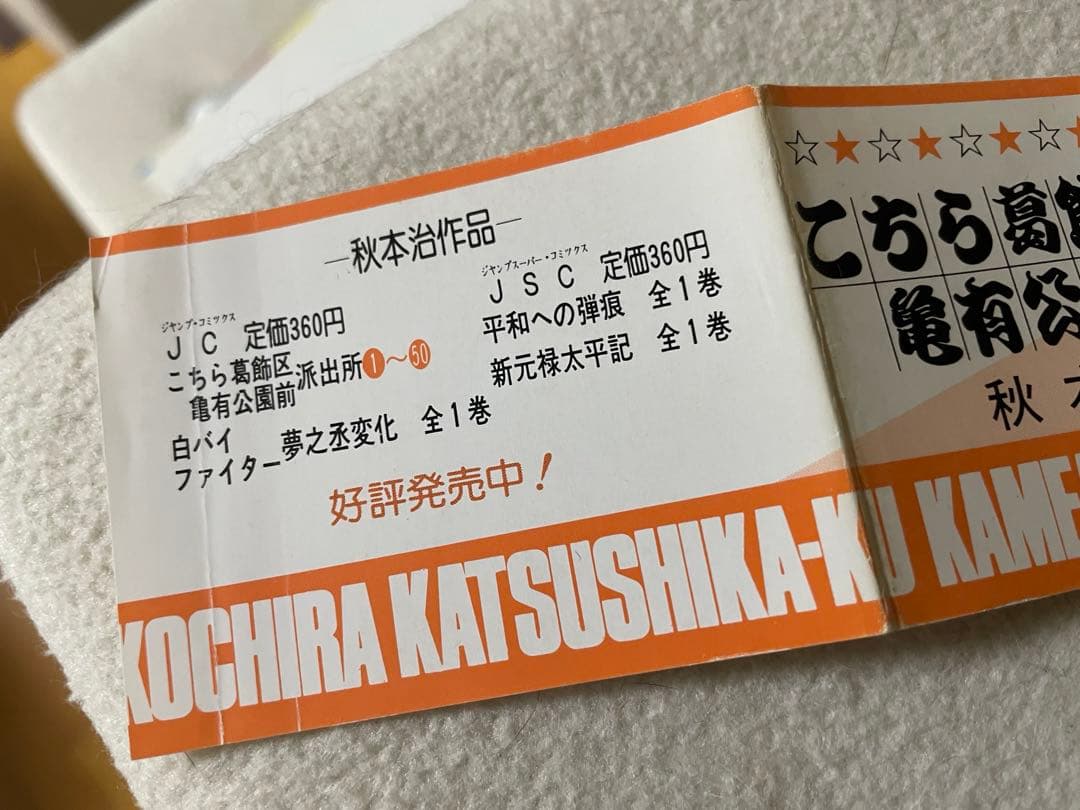 ―秋本治作品―
ジャンプ・コミックス
JC 定価360円
こちら葛飾区
亀有公園前派出所1〜50
白バイ
ファイター夢之丞変化 全1巻
ジャンプスーパー・コミックス
JSC 定価360円
平和への弾痕 全1巻
新元禄太平記 全1巻
好評発売中!
☆★☆★☆★☆
こちら葛飾
亀有公
秋本
KOCHIRA KATSUSHIKA-KU KAME